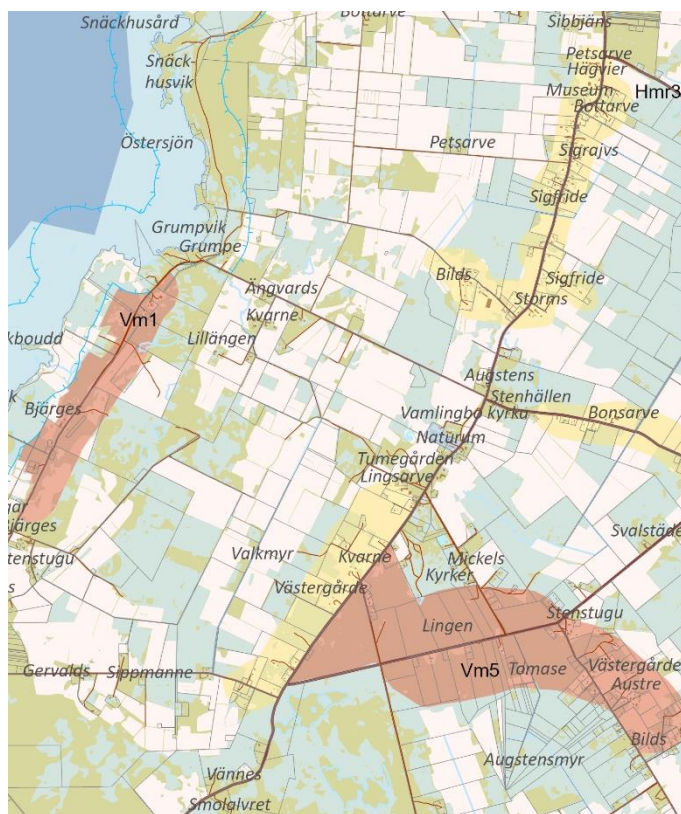 Bottarve
Sibbjäns
Snäckhusård
Petsarve
Hägvier
Snäck-
husvik
Museum
Hmr3
Bottarve
Östersjön
Petsarve
Sigrajvs
Sigfride
Grumpvik
Grumpe
Bilds
Sigfride
Ängvards
Storms
Vm1
Kvarne
kboudd
Lillängen
Augstens
k
Stenhällen
Bjärges
Vamlingbo kyrka
Bonsarve
Naturum
Tumegården
Lingsarve
gar
bjärges
Svalstäde
tenstugu
Valkmyr
Kvarne
Mickels
Kyrker
s
Västergårde
Stenstugu
Lingen
Gervalds
Sippmanne
Vm5
Tomase
Västergårde
Austre
Bilds
Augstensmyr
Vännes
Smolalvret